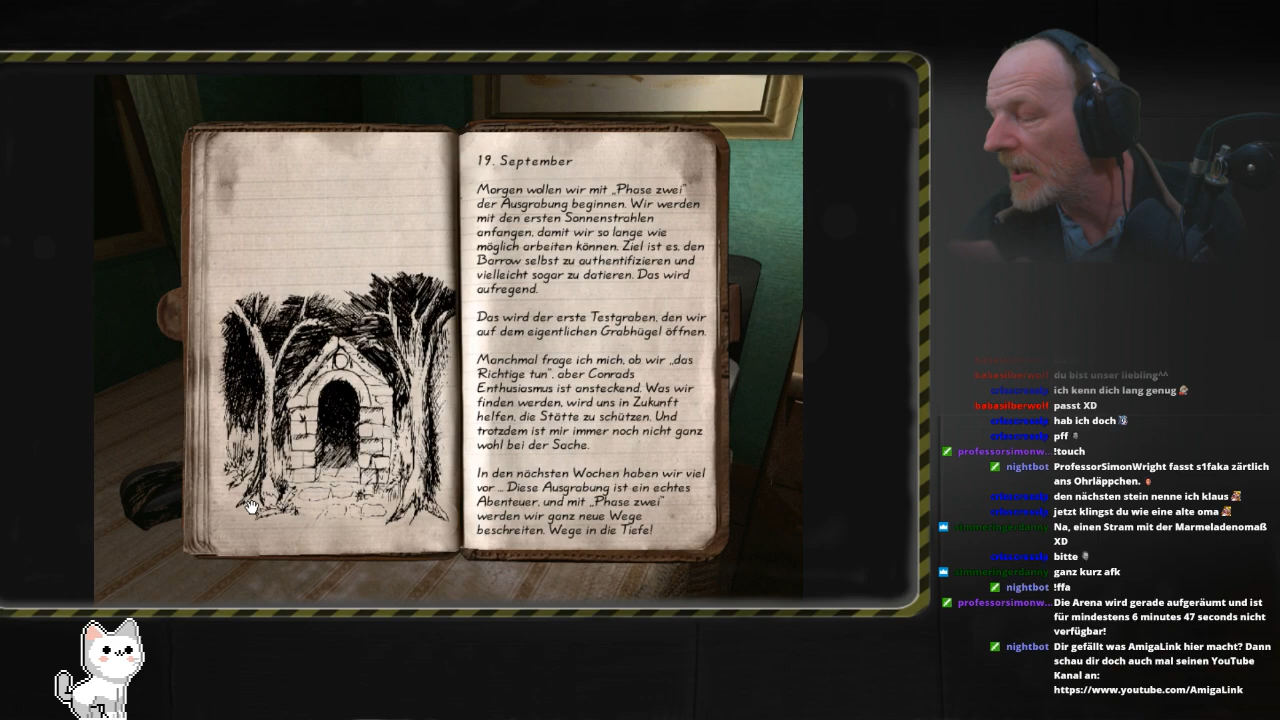 19. September
Morgen wollen wir mit „Phase zwei"
der Ausgrabung beginnen. Wir werden
mit den ersten Sonnenstrahlen
anfangen, damit wir so lange wie
möglich arbeiten können. Ziel ist es, den
Barrow selbst zu authentifizieren und
vielleicht sogar zu datieren. Das wird
aufregend.
Das wird der erste Testgraben, den wir
auf dem eigentlichen Grabhügel öffnen.
Manchmal frage ich mich, ob wir „das
Richtige tun", aber Conrads
Enthusiasmus ist ansteckend. Was wir
finden werden, wird uns in Zukunft
helfen, die Stätte zu schützen. Und
trotzdem ist mir immer noch nicht ganz
wohl bei der Sache.
In den nächsten Wochen haben wir viel
vor ... Diese Ausgrabung ist ein echtes
Abenteuer, und mit „Phase zwei"
werden wir ganz neue Wege
beschreiten. Wege in die Tiefe!
babasilberwolf du bist unser liebling^^
ich kenn dich lang genug
babasilberwolf passt XD
hab ich doch
pff
professorsimonw... !touch
nightbot ProfessorSimonWright fasst s1faka zärtlich
ans Ohrläppchen.
den nächsten stein nenne ich klaus
jetzt klingst du wie eine alte oma
simmeringerdanny Na, einen Stram mit der Marmeladenomaß
XD
bitte
simmeringerdanny ganz kurz afk
nightbot !ffa
professorsimonw... Die Arena wird gerade aufgeräumt und ist
für mindestens 6 minutes 47 seconds nicht
verfügbar!
nightbot Dir gefällt was AmigaLink hier macht? Dann
schau dir doch auch mal seinen YouTube
Kanal an:
https://www.youtube.com/AmigaLink